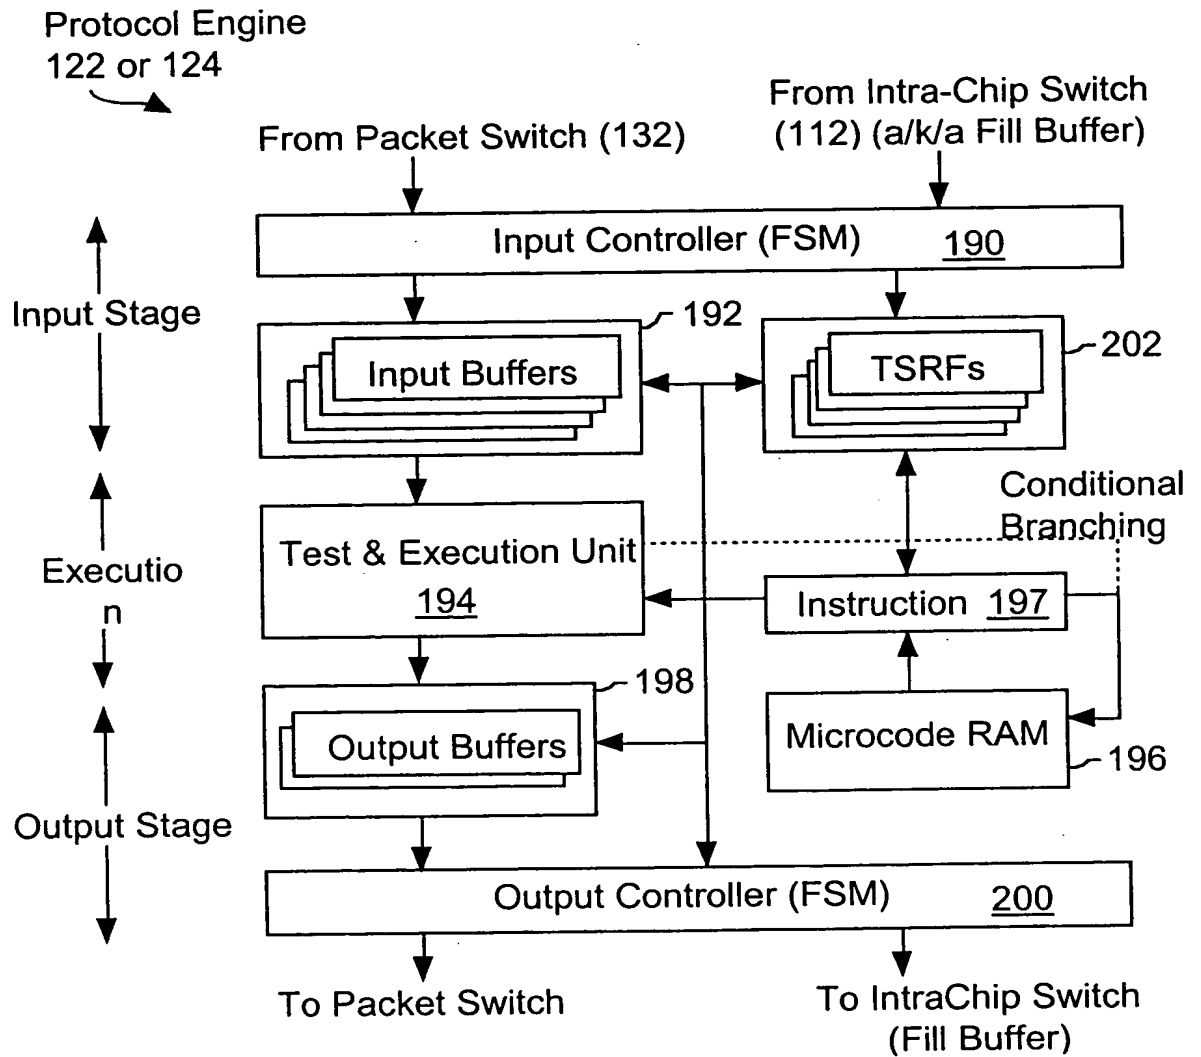 Protocol Engine
122 or 124
From Packet Switch (132)
From Intra-Chip Switch
(112) (a/k/a Fill Buffer)
Input Controller (FSM) 190
Input Stage
192
Input Buffers
202
TSRFs
Conditional
Branching
Executio
n
Test & Execution Unit
194
Instruction 197
198
Output Buffers
Microcode RAM
196
Output Stage
Output Controller (FSM) 200
To Packet Switch
To IntraChip Switch
(Fill Buffer)